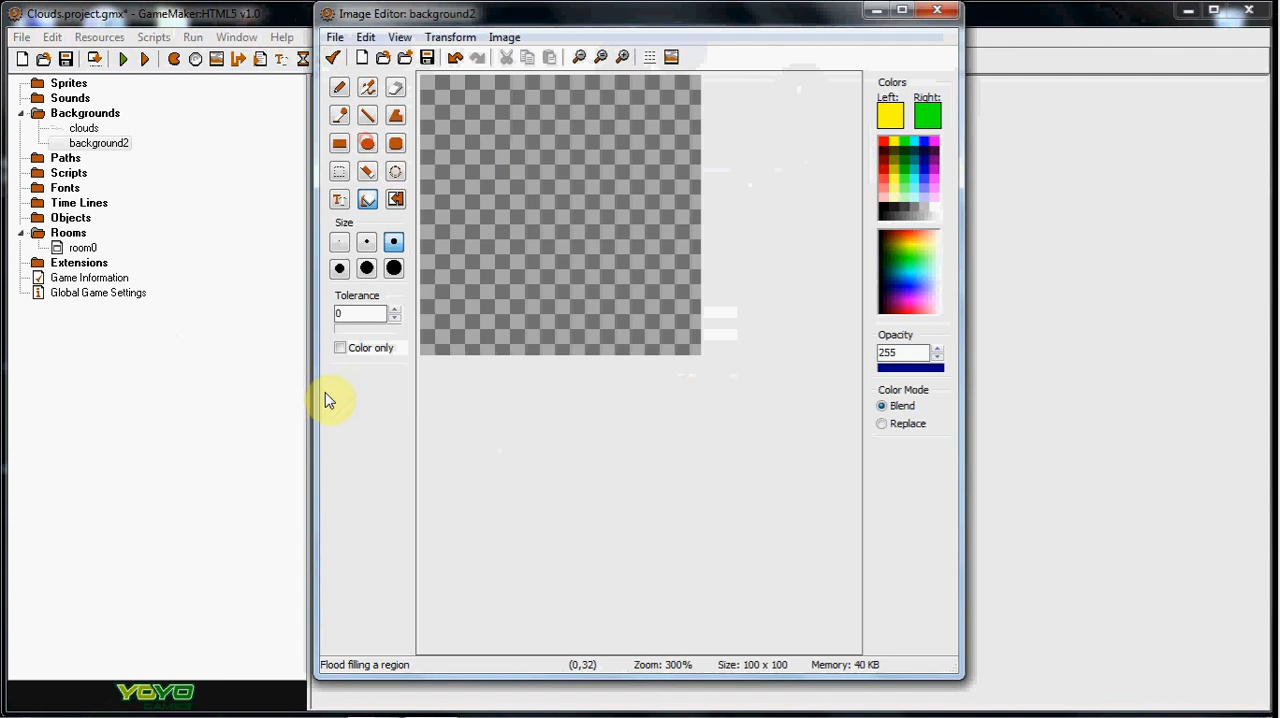 Clouds.project.gmx* - GameMaker:HTML5 v1.0
File Edit Resources Scripts Run Window Help
Sprites
Sounds
Backgrounds
clouds
background2
Paths
Scripts
Fonts
Time Lines
Objects
Rooms
room0
Extensions
Game Information
Global Game Settings
YOYO
GAMES
Image Editor: background2
File Edit View Transform Image
Size
Tolerance
0
Color only
Colors
Left: Right:
Opacity
255
Color Mode
Blend
Replace
Flood filling a region (0,32) Zoom: 300% Size: 100 x 100 Memory: 40 KB